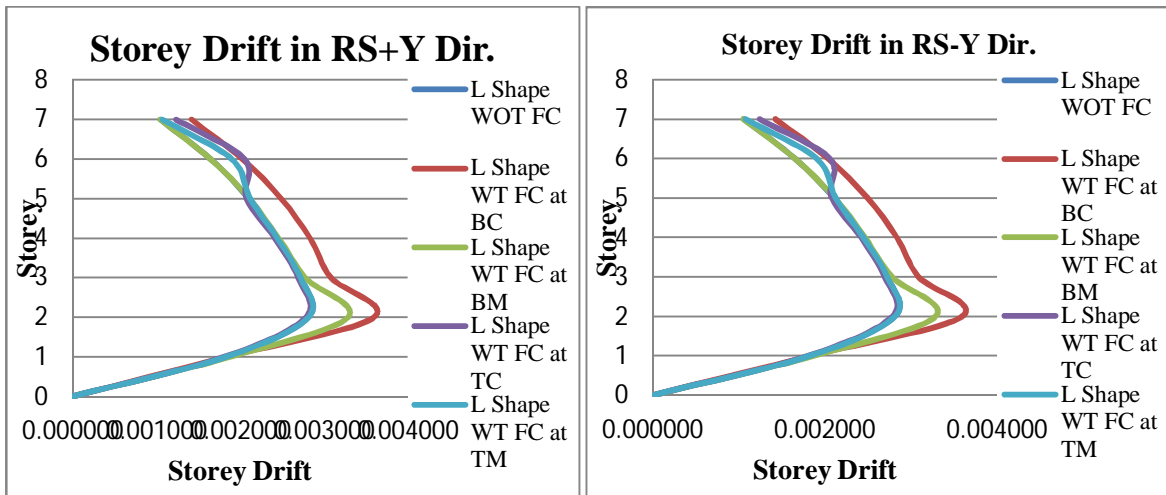 Storey Drift in RS+Y Dir.
8
7
6
5
4
3
2
1
0
Storey
0.000000
0.001000
0.002000
0.003000
0.004000
Storey Drift
L Shape
WOT FC
L Shape
WT FC at
BC
L Shape
WT FC at
BM
L Shape
WT FC at
TC
L Shape
WT FC at
TM
Storey Drift in RS-Y Dir.
8
7
6
5
4
3
2
1
0
Storey
0.000000
0.002000
0.004000
Storey Drift
L Shape
WOT FC
L Shape
WT FC at
BC
L Shape
WT FC at
BM
L Shape
WT FC at
TC
L Shape
WT FC at
TM